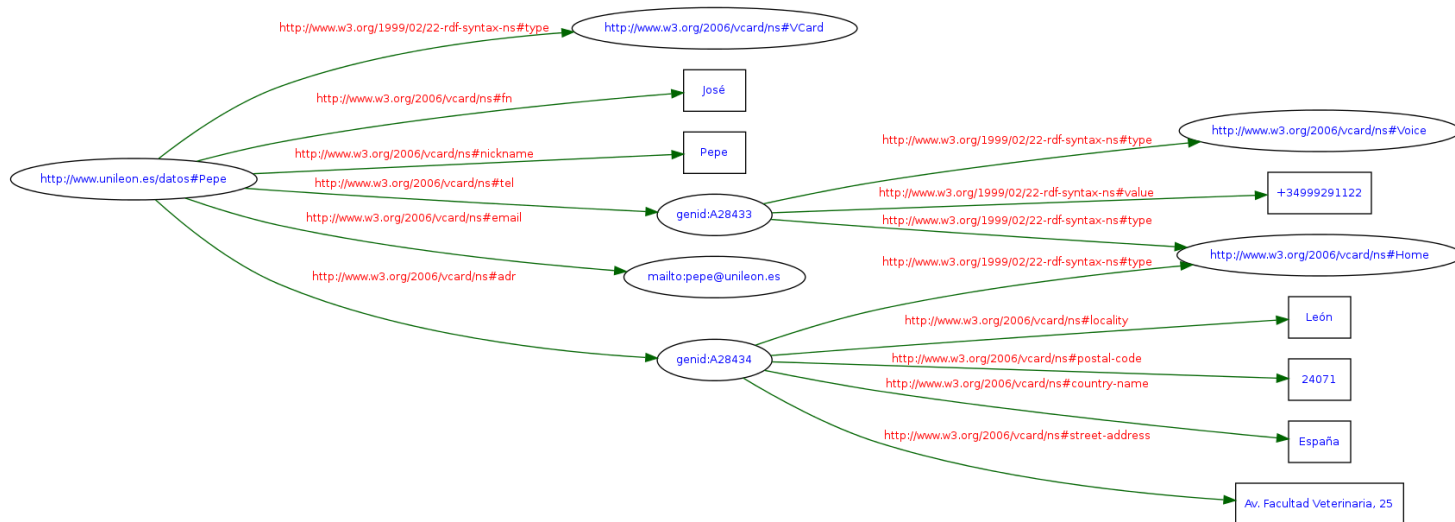 http://www.w3.org/1999/02/22-rdf-syntax-ns#type
http://www.w3.org/2006/vcard/ns#VCard
http://www.w3.org/2006/vcard/ns#fn
José
http://www.w3.org/2006/vcard/ns#nickname
Pepe
http://www.unileon.es/datos#Pepe
http://www.w3.org/2006/vcard/ns#tel
genid:A28433
http://www.w3.org/2006/vcard/ns#email
mailto:pepe@unileon.es
http://www.w3.org/2006/vcard/ns#adr
genid:A28434
http://www.w3.org/1999/02/22-rdf-syntax-ns#type
http://www.w3.org/2006/vcard/ns#Voice
http://www.w3.org/1999/02/22-rdf-syntax-ns#value
+34999291122
http://www.w3.org/1999/02/22-rdf-syntax-ns#type
http://www.w3.org/2006/vcard/ns#Home
http://www.w3.org/1999/02/22-rdf-syntax-ns#type
http://www.w3.org/2006/vcard/ns#locality
León
http://www.w3.org/2006/vcard/ns#postal-code
24071
http://www.w3.org/2006/vcard/ns#country-name
España
http://www.w3.org/2006/vcard/ns#street-address
Av. Facultad Veterinaria, 25